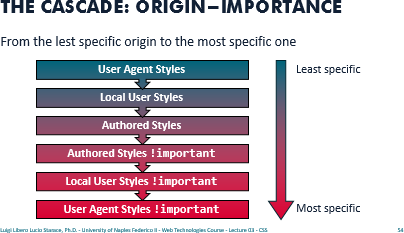 THE CASCADE: ORIGIN–IMPORTANCE
From the lest specific origin to the most specific one
User Agent Styles
Least specific
Local User Styles
Authored Styles
Authored Styles !important
Local User Styles !important
User Agent Styles !important
Most specific
Luigi Libero Lucio Starace, Ph.D. - University of Naples Federico II - Web Technologies Course - Lecture 03 - CSS
54